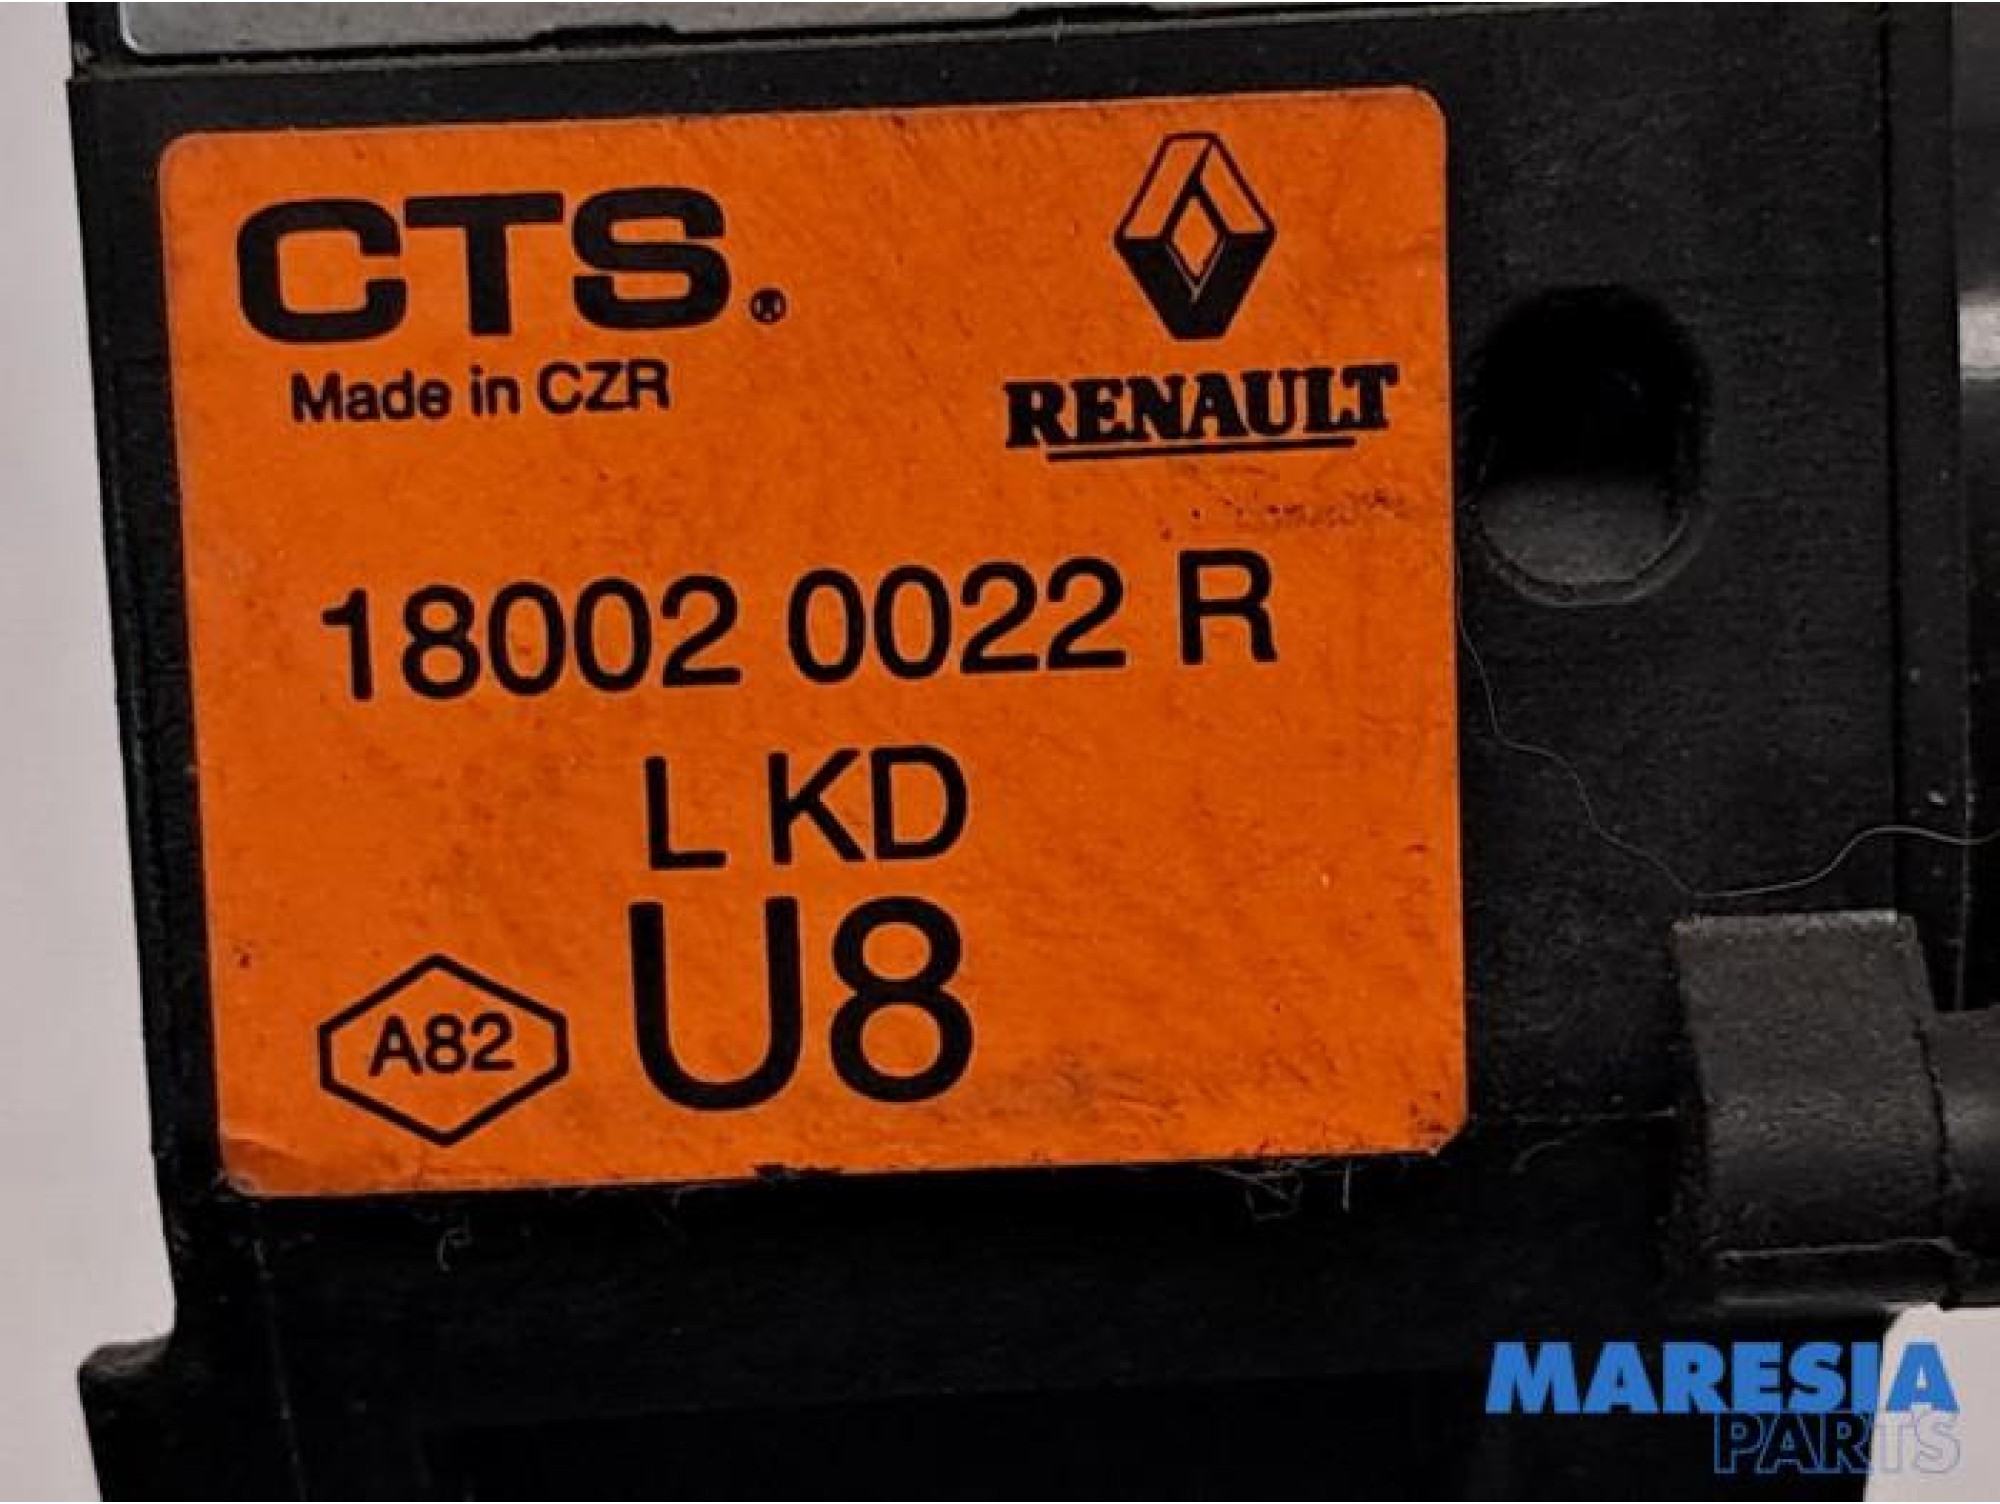 CTS.®
Made in CZR
RENAULT
18002 0022 R
L KD
U8
A82
MARESIA
PARTS